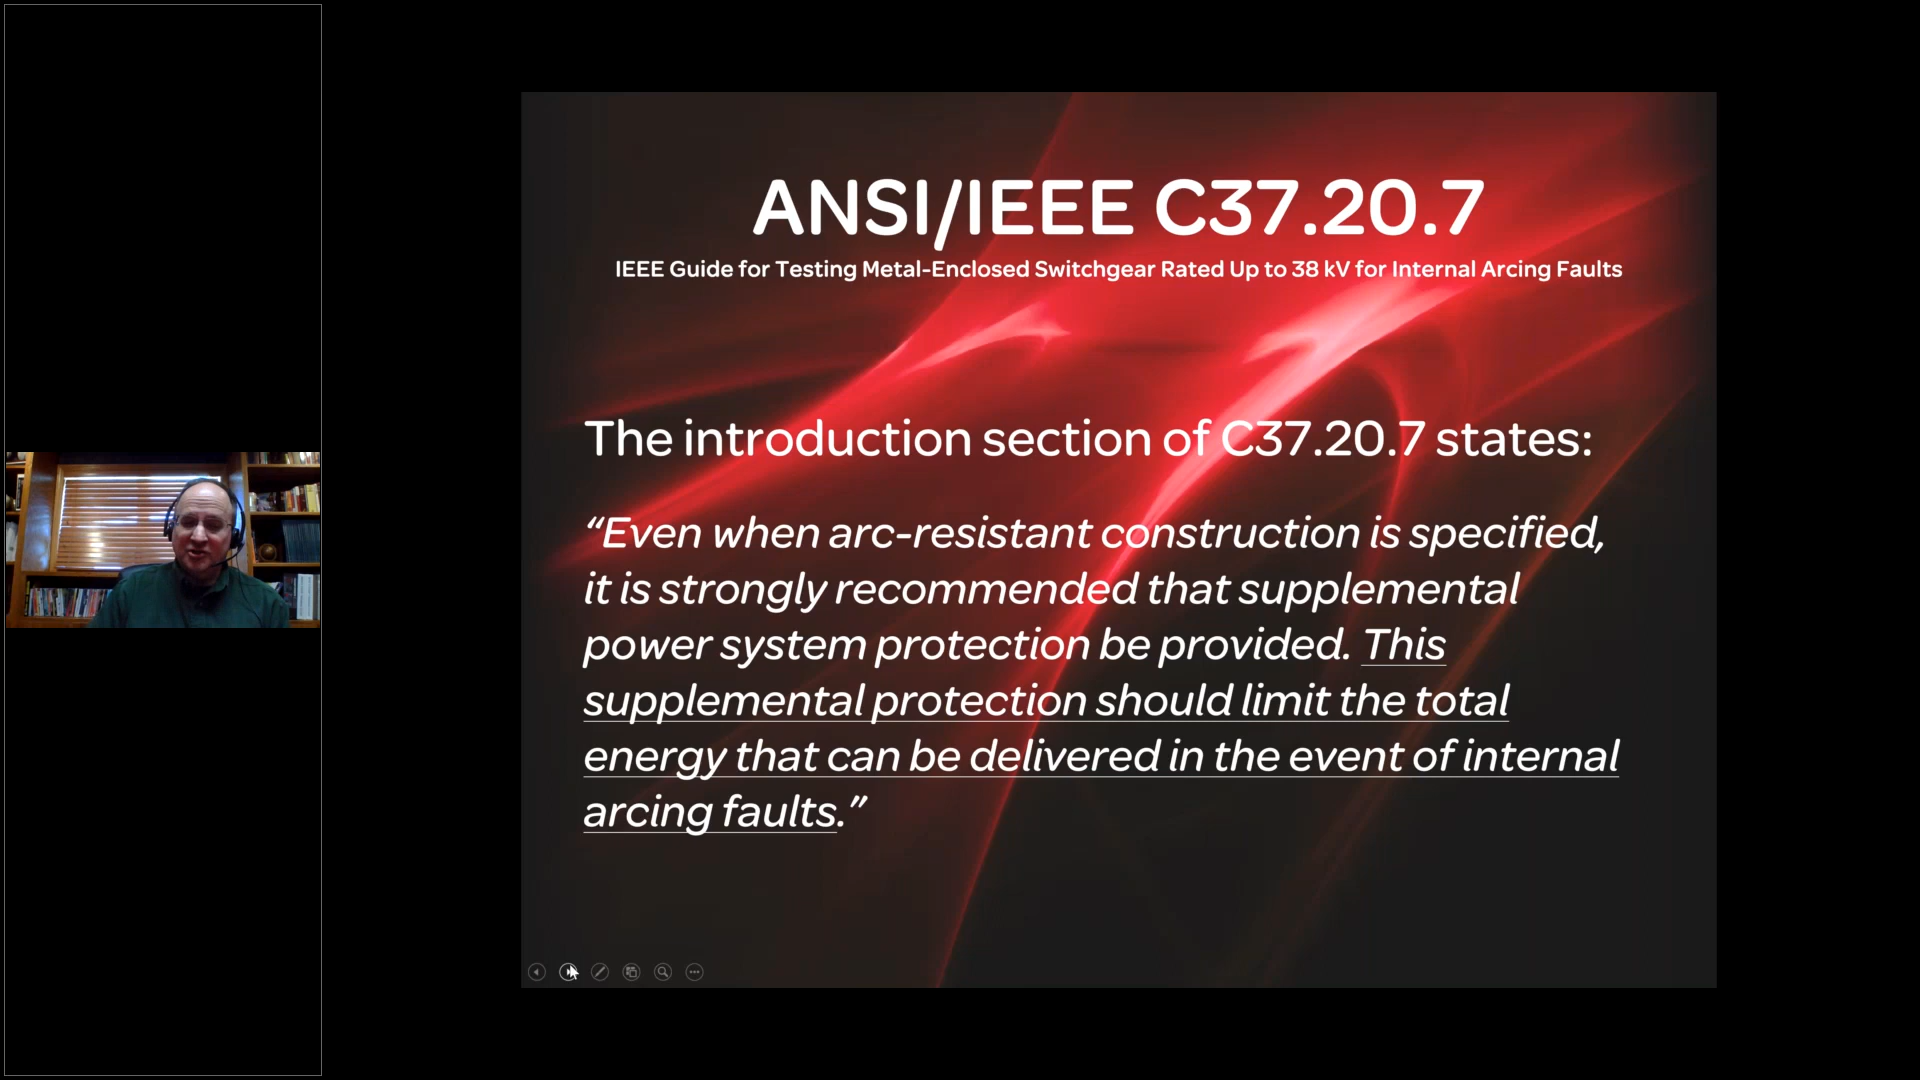 ANSI/IEEE C37.20.7
IEEE Guide for Testing Metal-Enclosed Switchgear Rated Up to 38 kV for Internal Arcing Faults
The introduction section of C37.20.7 states:
“Even when arc-resistant construction is specified,
it is strongly recommended that supplemental
power system protection be provided. This
supplemental protection should limit the total
energy that can be delivered in the event of internal
arcing faults.”